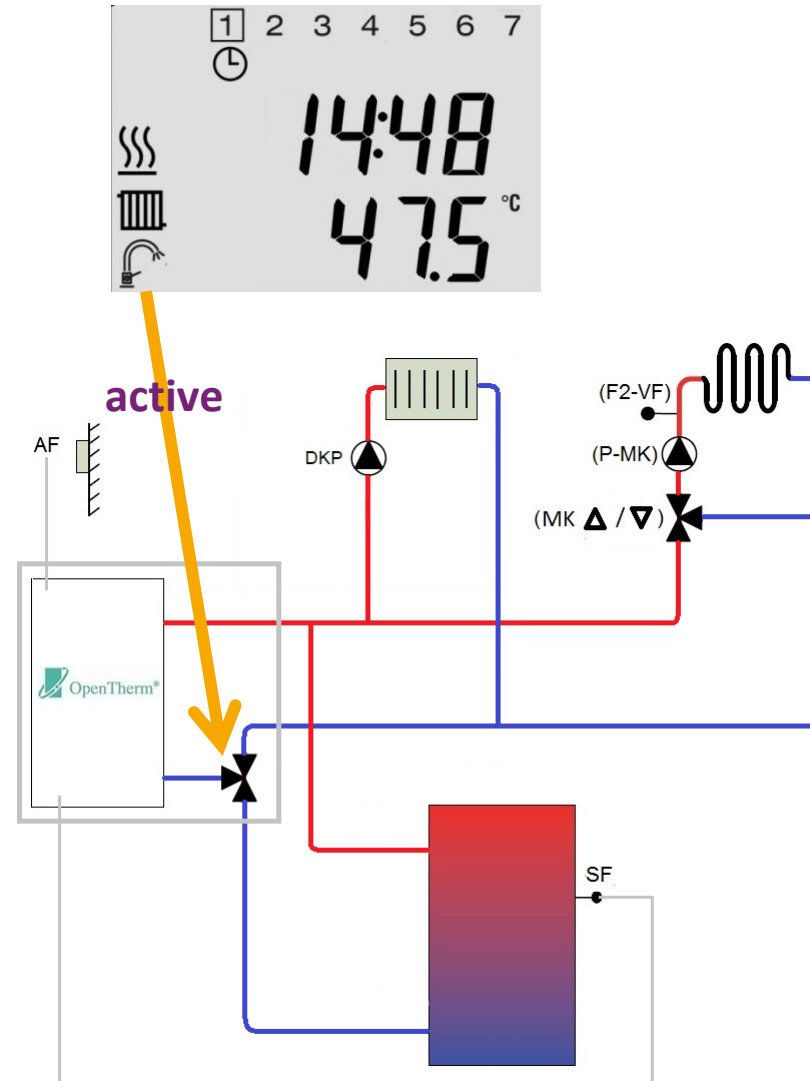 1 2 3 4 5 6 7
14:48
47.5 °C
active
(F2-VF)
AF
DKP
(P-MK)
(MK △ / ▽)
OpenTherm®
SF